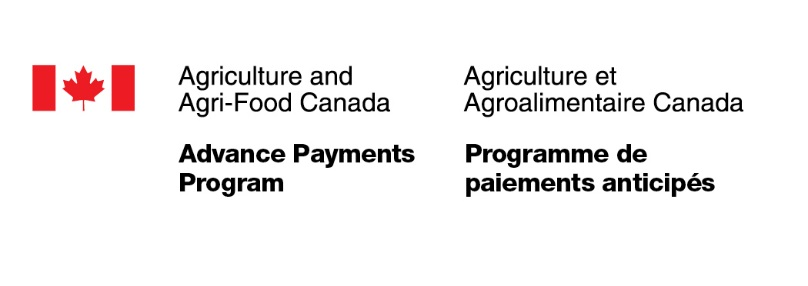 Agriculture and
Agri-Food Canada
Advance Payments
Program
Agriculture et
Agroalimentaire Canada
Programme de
paiements anticipés